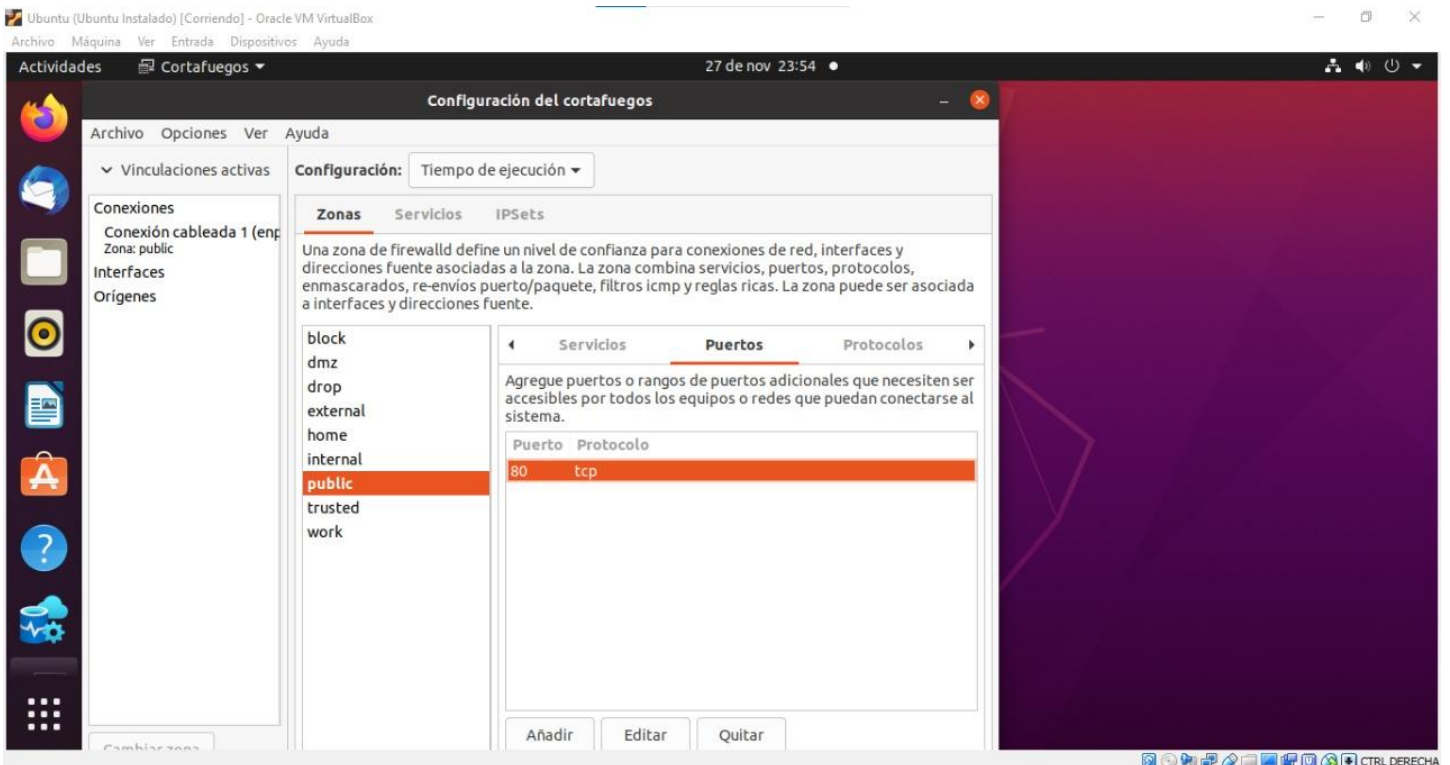 Ubuntu (Ubuntu Instalado) [Corriendo] - Oracle VM VirtualBox
Archivo Máquina Ver Entrada Dispositivos Ayuda
Actividades Cortafuegos 27 de nov 23:54
Configuración del cortafuegos
Archivo Opciones Ver Ayuda
Vinculaciones activas
Conexiones
Conexión cableada 1 (enp
Zona: public
Interfaces
Orígenes
Cambiar zona
Configuración: Tiempo de ejecución
Zonas Servicios IPSets
Una zona de firewalld define un nivel de confianza para conexiones de red, interfaces y
direcciones fuente asociadas a la zona. La zona combina servicios, puertos, protocolos,
enmascarados, re-envíos puerto/paquete, filtros icmp y reglas ricas. La zona puede ser asociada
a interfaces y direcciones fuente.
block
dmz
drop
external
home
internal
public
trusted
work
Servicios Puertos Protocolos
Agregue puertos o rangos de puertos adicionales que necesiten ser
accesibles por todos los equipos o redes que puedan conectarse al
sistema.
Puerto Protocolo
80 tcp
Añadir Editar Quitar
CTRL DERECHA